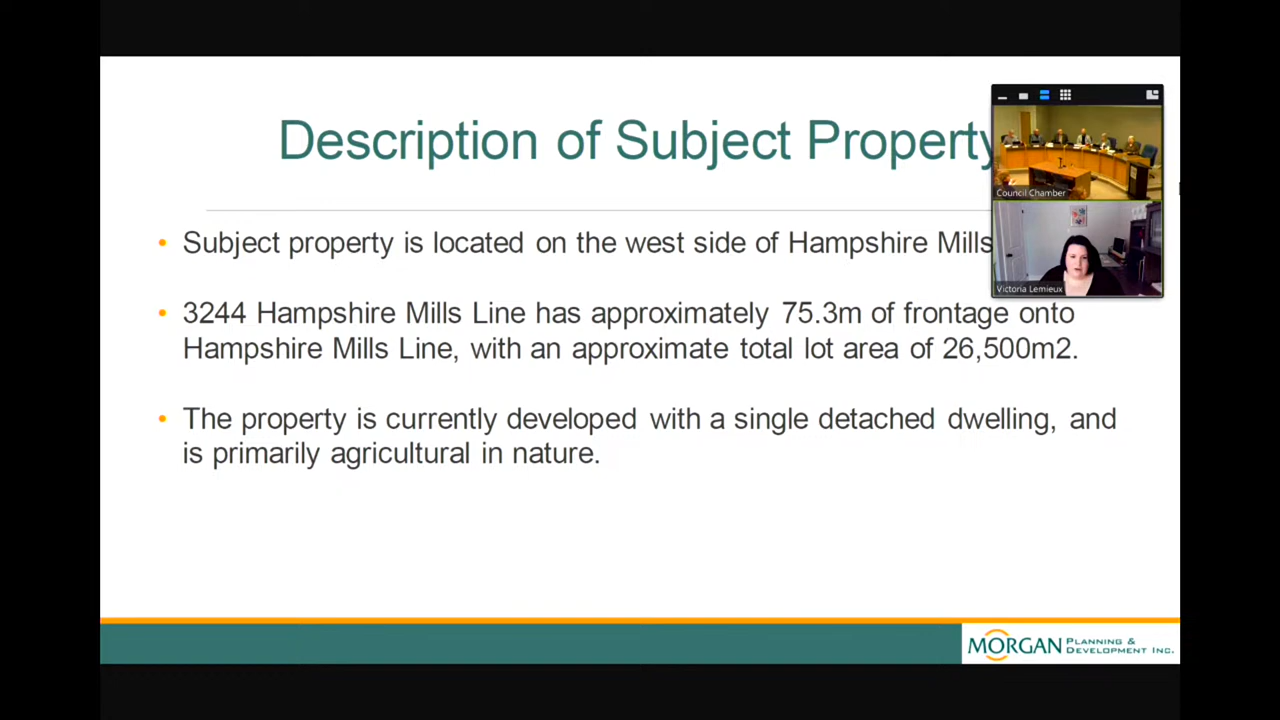 Description of Subject Property
Council Chamber
• Subject property is located on the west side of Hampshire Mills
Victoria Lemieux
• 3244 Hampshire Mills Line has approximately 75.3m of frontage onto
Hampshire Mills Line, with an approximate total lot area of 26,500m2.
• The property is currently developed with a single detached dwelling, and
is primarily agricultural in nature.
MORGAN PLANNING &
DEVELOPMENT INC.